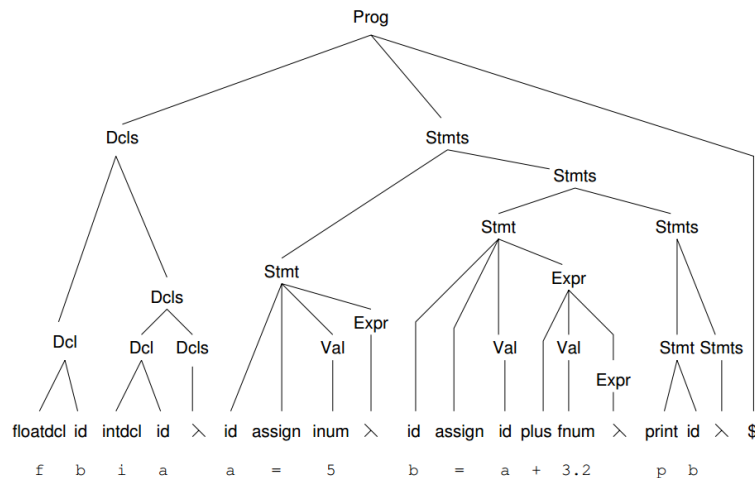 Prog
Dcls Stmts
Stmts
Stmt Stmts
Stmt Expr
Dcls
Expr
Dcl Dcl Dcls Val Val Val Stmt Stmts
Expr
floatdcl id intdcl id λ id assign inum λ id assign id plus fnum λ print id λ $
f b i a a = 5 b = a + 3.2 p b